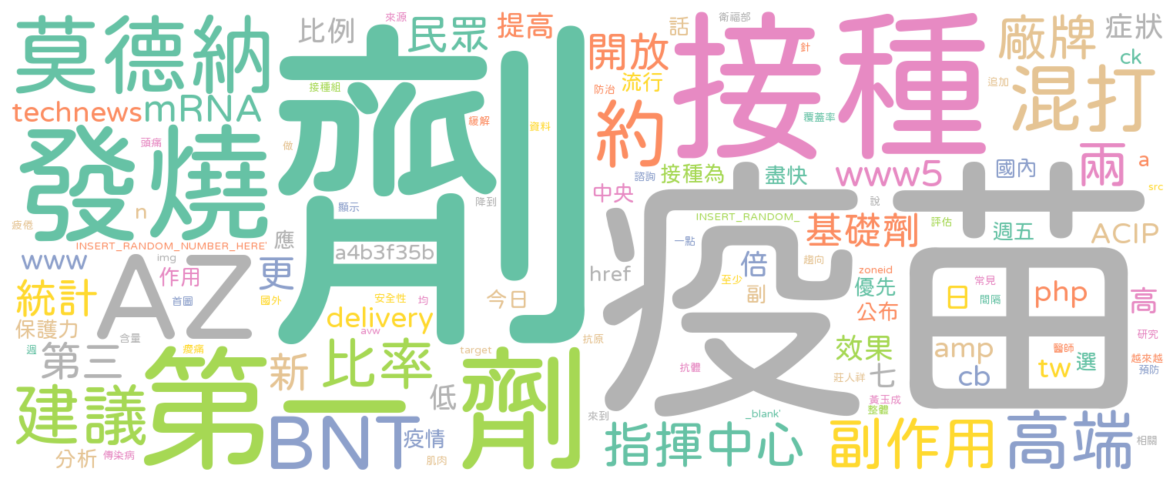 莫德納
比例
民眾
來源
提高
technews
mRNA
接種組
發燒
頭痛
緩解
資料
做
劑
疲倦
n
INSERT_RANDOM_NUMBER_HERE'
應
顯示
降到
www
img
作用
更
a4b3f35b
AZ
統計
首圖
國外
安全性
均
今日
delivery
avw
保護力
含量
週
第三
痠痛
第一劑
新
比率
target
抗原
建議
低
BNT
疫情
分析
傳染病
肌肉
開放
話
衛福部
針
流行
防治
接種
追加
廠牌
症狀
ck
混打
約
覆蓋率
諮詢
接種為
盡快
www5
國內
兩
a
src
中央
INSERT_RANDOM_
說
評估
基礎劑
週五
ACIP
一點
疫苗
href
倍
至少
副
縱向
zoneid
優先
公布
常見
日
間隔
php
高
研究
效果
amp
cb
醫師
tw
選
越來越
預防
抗體
莊人祥
七
黃玉成
整體
來到
_blank'
指揮中心
副作用
高端
相關